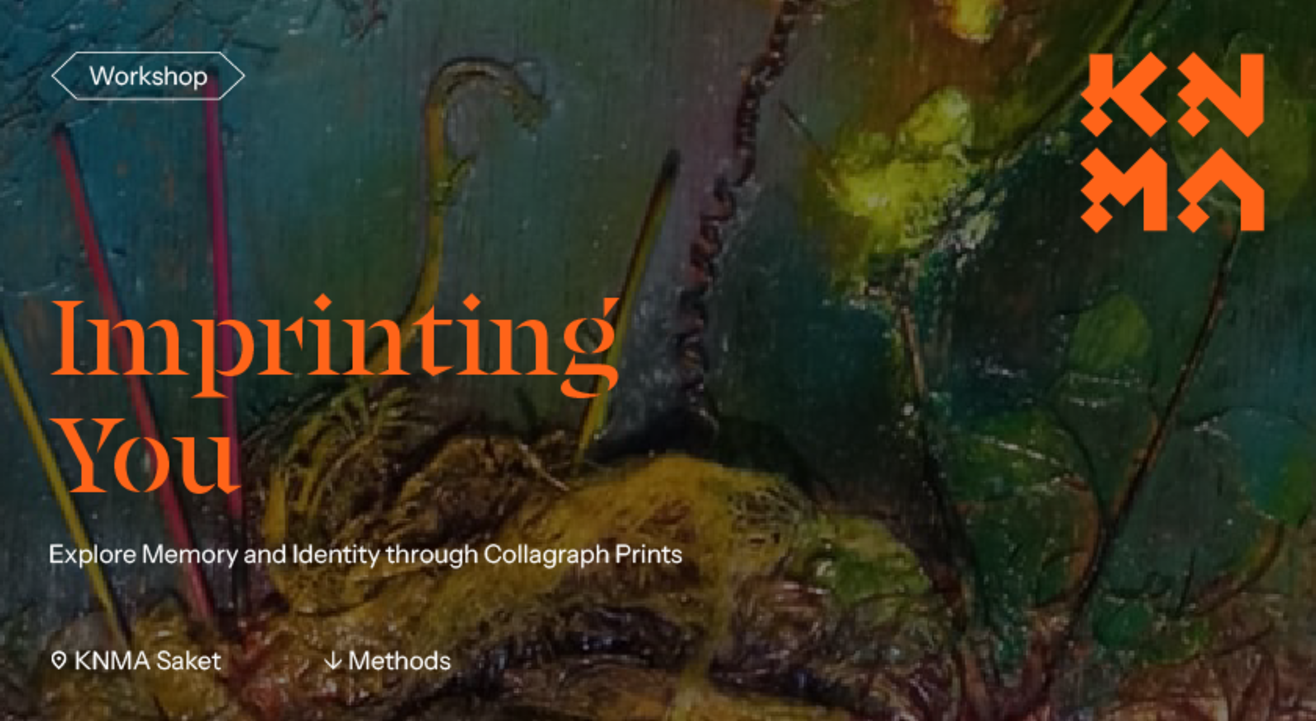 Workshop
KN
MA
Imprinting
You
Explore Memory and Identity through Collagraph Prints
KNMA Saket
Methods